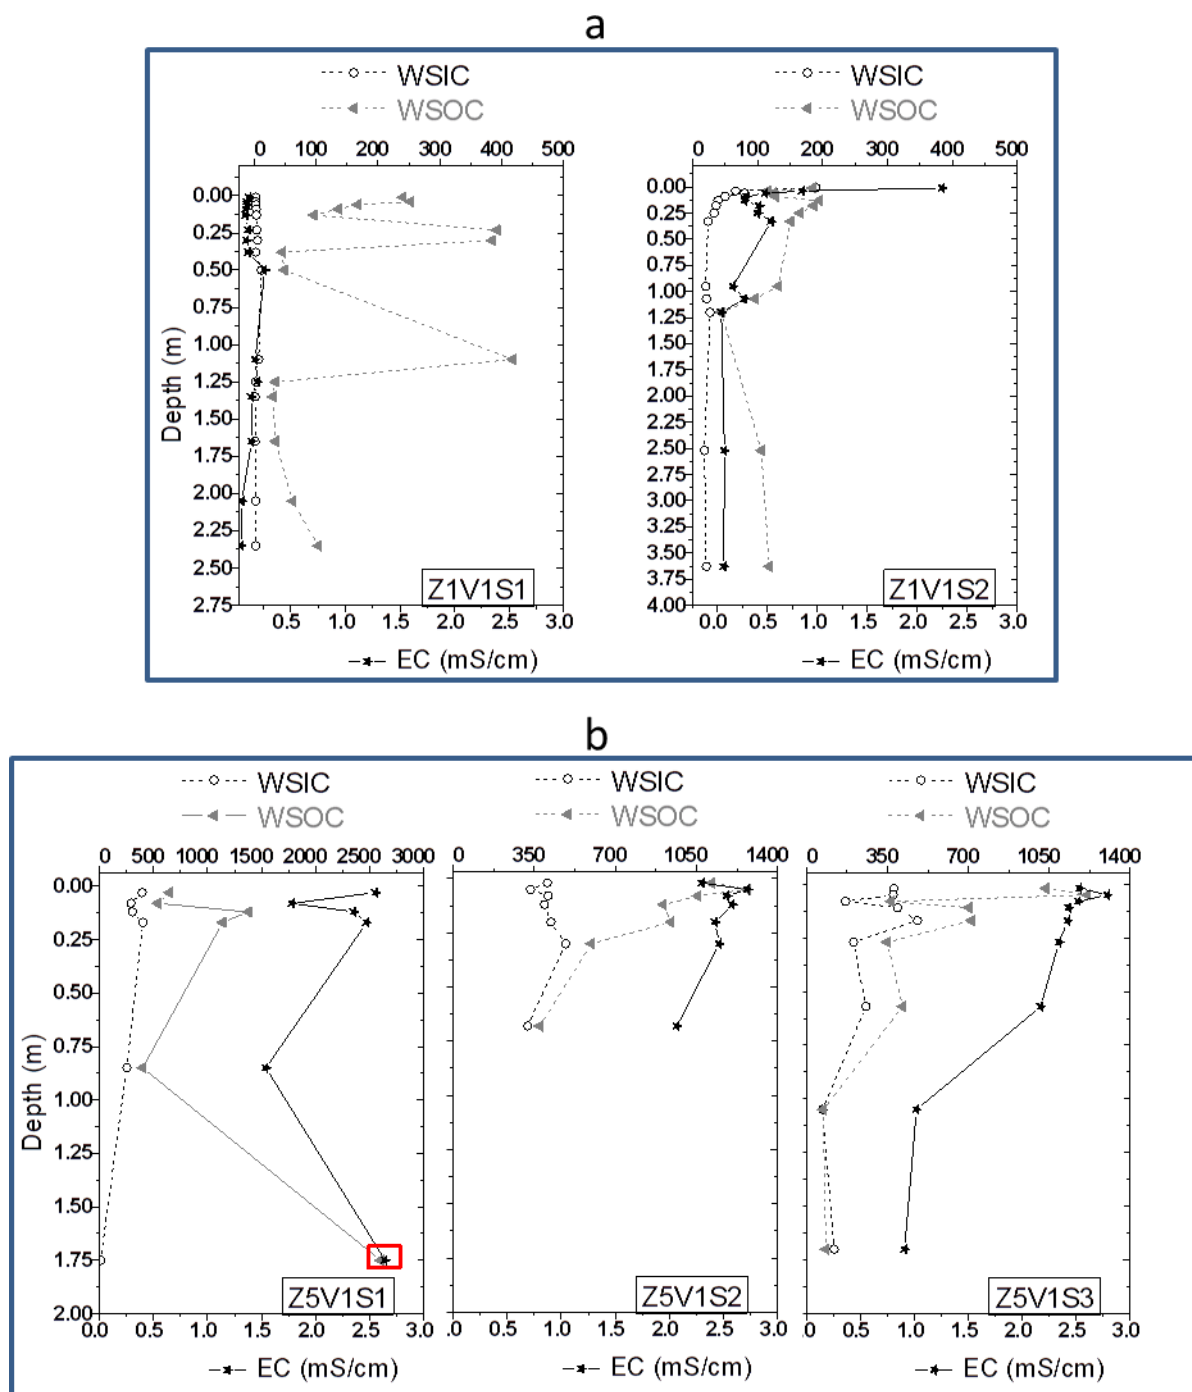 a
WSIC
WSOC
0 100 200 300 400 500
0.00
0.25
0.50
0.75
1.00
1.25
1.50
1.75
2.00
2.25
2.50
2.75
Depth (m)
Z1V1S1
0.5 1.0 1.5 2.0 2.5 3.0
EC (mS/cm)
WSIC
WSOC
0 100 200 300 400 500
0.00
0.25
0.50
0.75
1.00
1.25
1.50
1.75
2.00
2.25
2.50
2.75
3.00
3.25
3.50
3.75
4.00
Z1V1S2
0.0 0.5 1.0 1.5 2.0 2.5 3.0
EC (mS/cm)
b
WSIC
WSOC
0 500 1000 1500 2000 2500 3000
0.00
0.25
0.50
0.75
1.00
1.25
1.50
1.75
2.00
Depth (m)
Z5V1S1
0.0 0.5 1.0 1.5 2.0 2.5 3.0
EC (mS/cm)
WSIC
WSOC
0 350 700 1050 1400
Z5V1S2
0.0 0.5 1.0 2.0 2.5 3.0
EC (mS/cm)
WSIC
WSOC
0 350 700 1050 1400
Z5V1S3
0.0 0.5 1.0 2.0 2.5 3.0
EC (mS/cm)